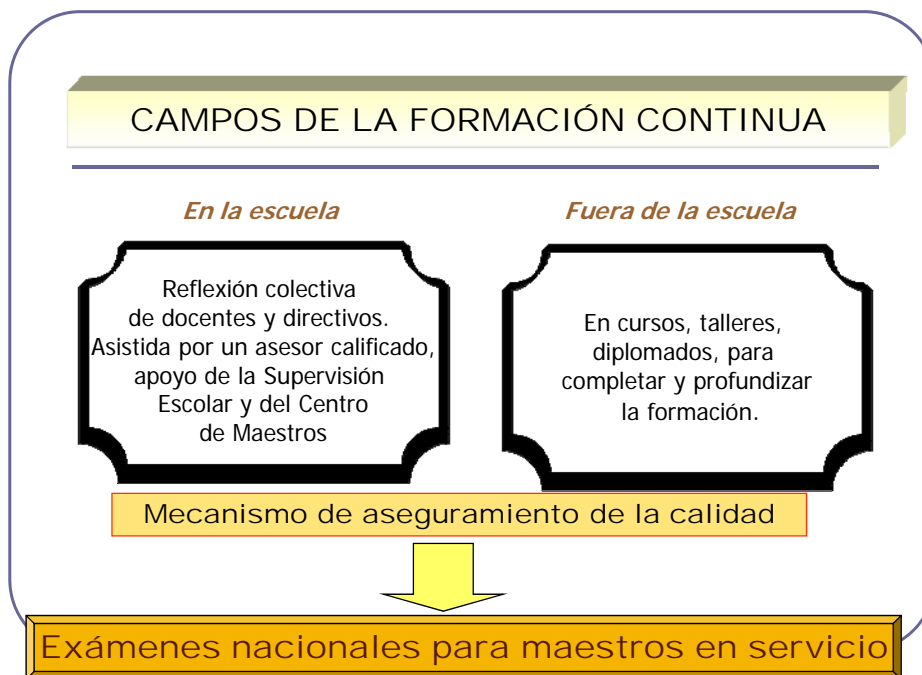 CAMPOS DE LA FORMACIÓN CONTINUA
En la escuela
Reflexión colectiva
de docentes y directivos.
Asistida por un asesor calificado,
apoyo de la Supervisión
Escolar y del Centro
de Maestros
Fuera de la escuela
En cursos, talleres,
diplomados, para
completar y profundizar
la formación.
Mecanismo de aseguramiento de la calidad
Exámenes nacionales para maestros en servicio